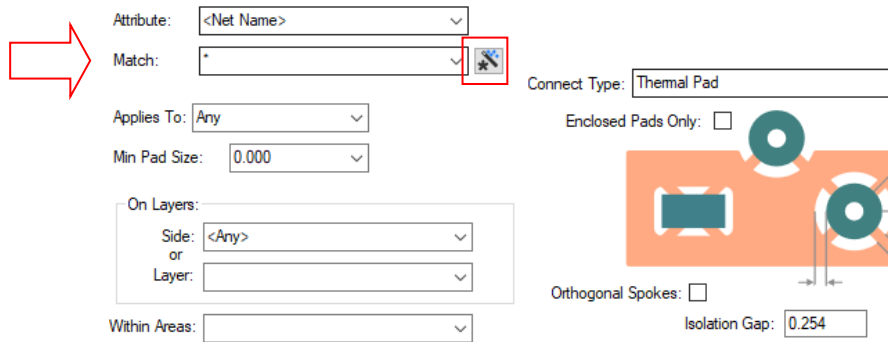 Attribute: <Net Name>
Match: *
Connect Type: Thermal Pad
Applies To: Any
Enclosed Pads Only:
Min Pad Size: 0.000
On Layers:
Side: <Any>
or
Layer:
Orthogonal Spokes:
Within Areas:
Isolation Gap: 0.254